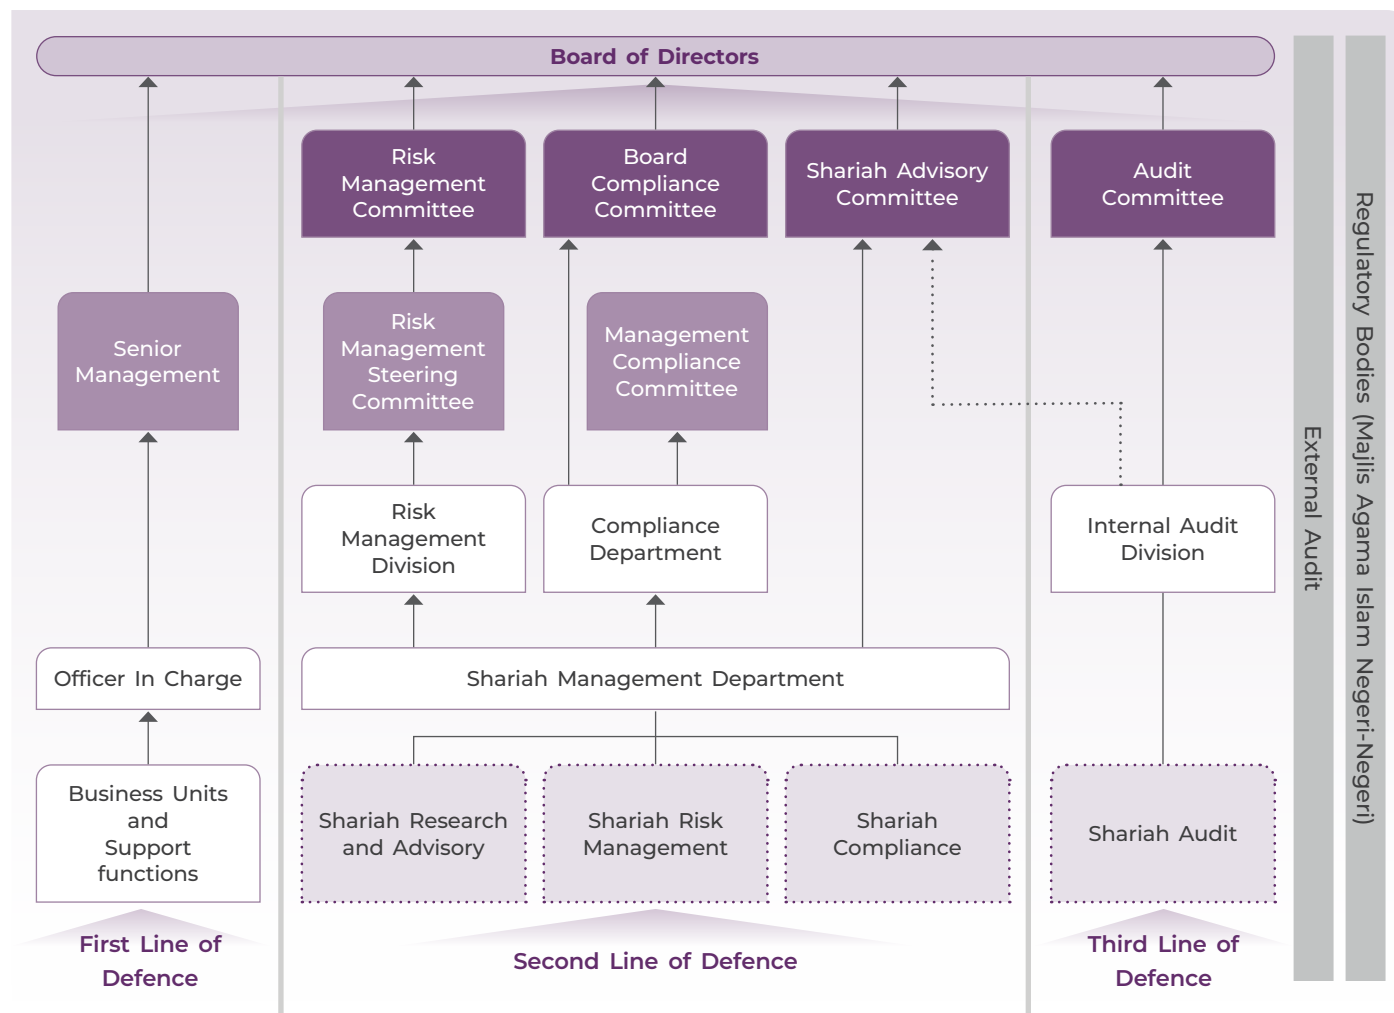 Board of Directors
Risk
Management
Committee
Board
Compliance
Committee
Shariah Advisory
Committee
Audit
Committee
Senior
Management
Risk
Management
Steering
Committee
Management
Compliance
Committee
Risk
Management
Division
Compliance
Department
Internal Audit
Division
Officer In Charge
Shariah Management Department
Business Units
and
Support
functions
Shariah Research
and Advisory
Shariah Risk
Management
Shariah
Compliance
Shariah Audit
First Line of
Defence
Second Line of Defence
Third Line of
Defence
External Audit
Regulatory Bodies (Majlis Agama Islam Negeri-Negeri)